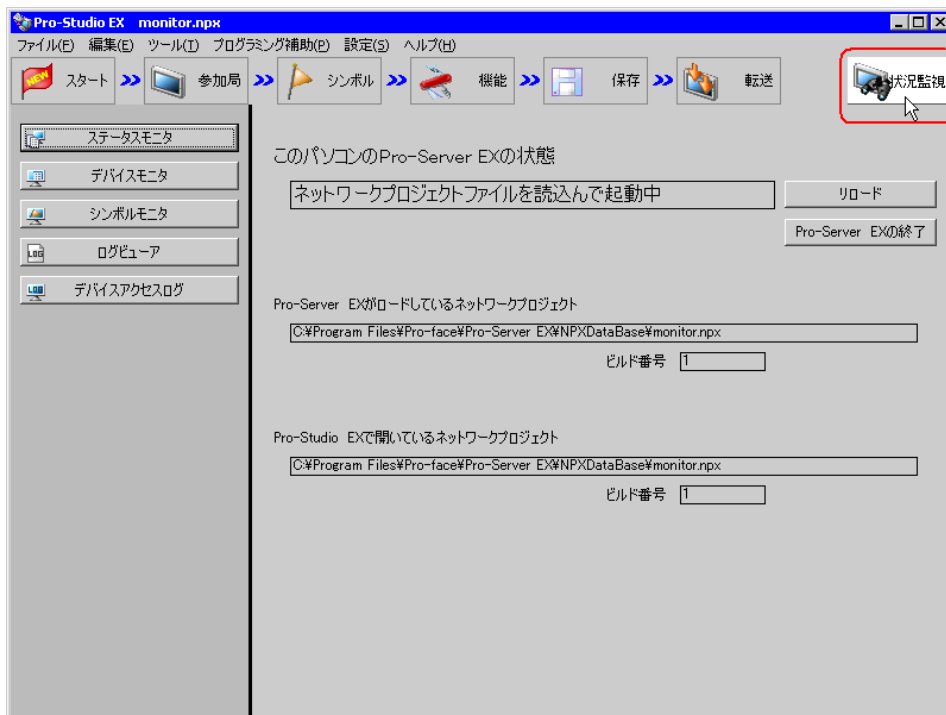 Pro-Studio EX monitor.npx
ファイル(F) 編集(E) ツール(T) プログラミング補助(P) 設定(S) ヘルプ(H)
NEW スタート 参加局 シンボル 機能 保存 転送 状況監視
ステータスモニタ
デバイスモニタ
シンボルモニタ
LOG ログビューア
LOG デバイスアクセスログ
このパソコンのPro-Server EXの状態
ネットワークプロジェクトファイルを読込んで起動中
リロード
Pro-Server EXの終了
Pro-Server EXがロードしているネットワークプロジェクト
C:¥Program Files¥Pro-face¥Pro-Server EX¥NPXDataBase¥monitor.npx
ビルド番号 1
Pro-Studio EXで開いているネットワークプロジェクト
C:¥Program Files¥Pro-face¥Pro-Server EX¥NPXDataBase¥monitor.npx
ビルド番号 1